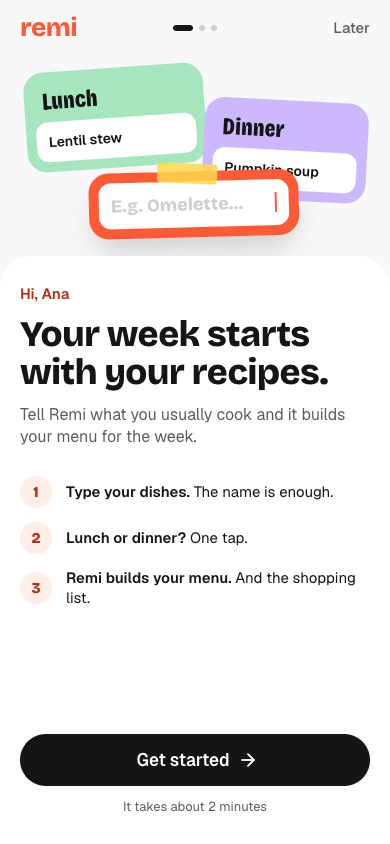 remi
Later
Lunch
Lentil stew
Dinner
Pumpkin soup
E.g. Omelette...
Hi, Ana
Your week starts
with your recipes.
Tell Remi what you usually cook and it builds
your menu for the week.
1 Type your dishes. The name is enough.
2 Lunch or dinner? One tap.
3 Remi builds your menu. And the shopping
list.
Get started →
It takes about 2 minutes